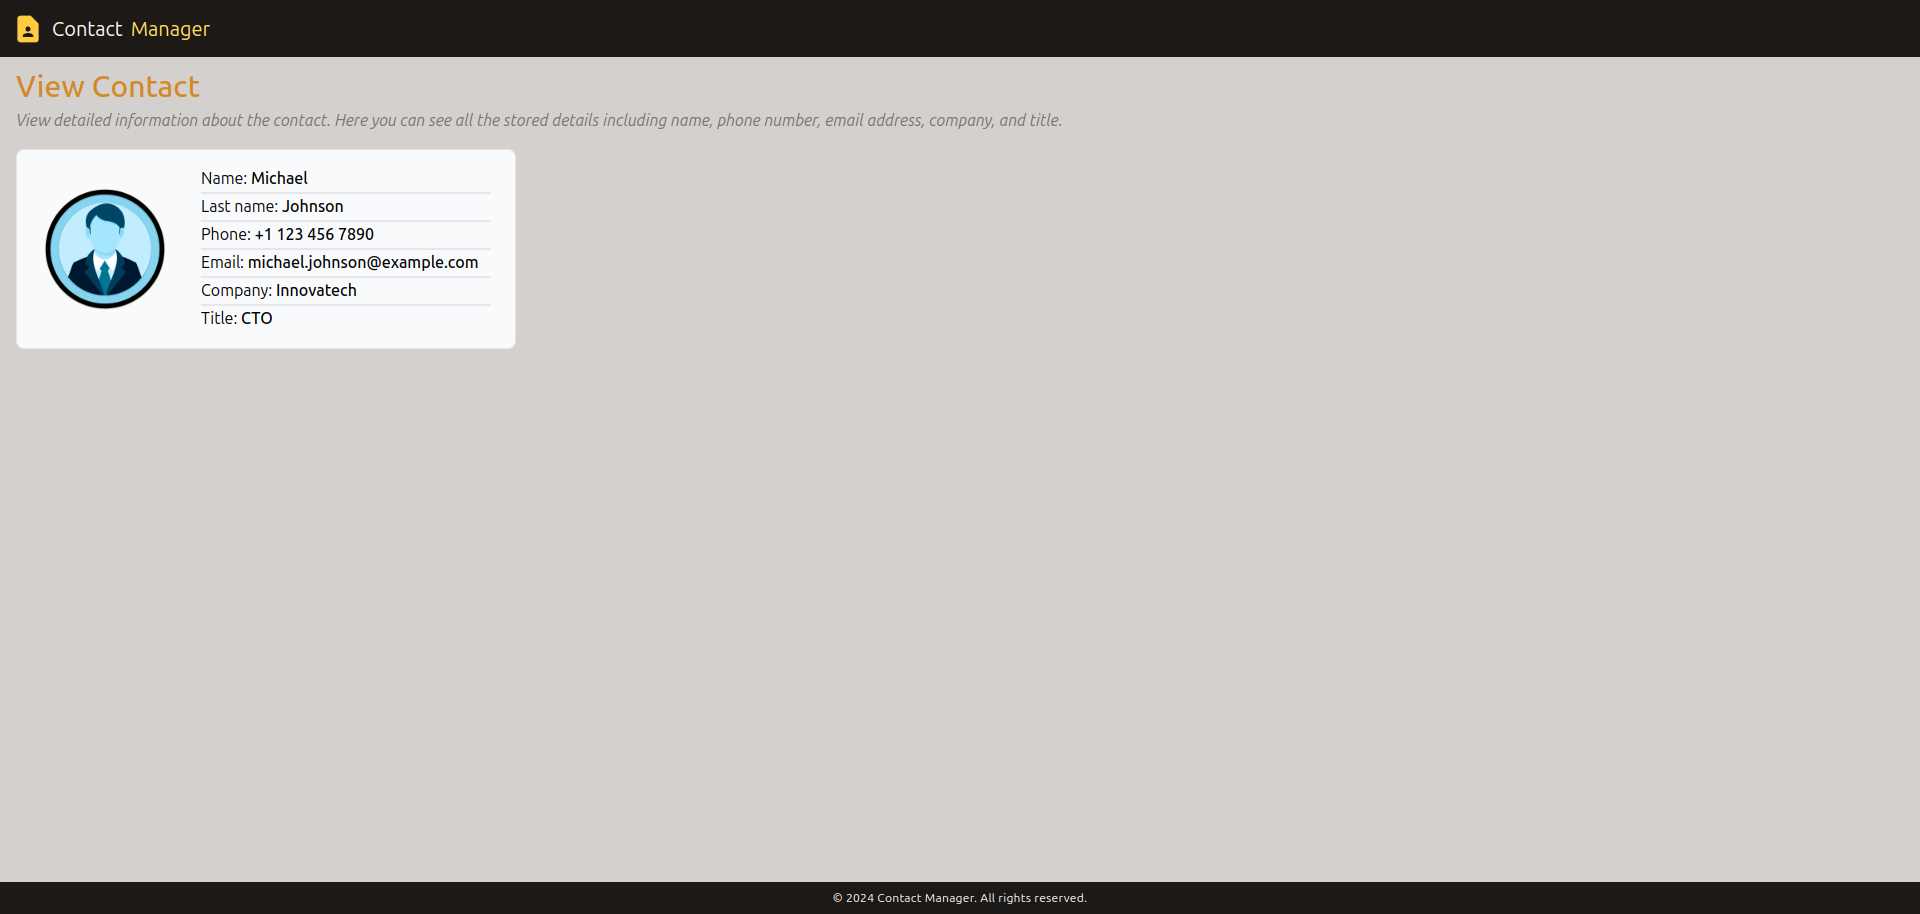 Contact Manager
View Contact
View detailed information about the contact. Here you can see all the stored details including name, phone number, email address, company, and title.
Name: Michael
Last name: Johnson
Phone: +1 123 456 7890
Email: michael.johnson@example.com
Company: Innovatech
Title: CTO
© 2024 Contact Manager. All rights reserved.